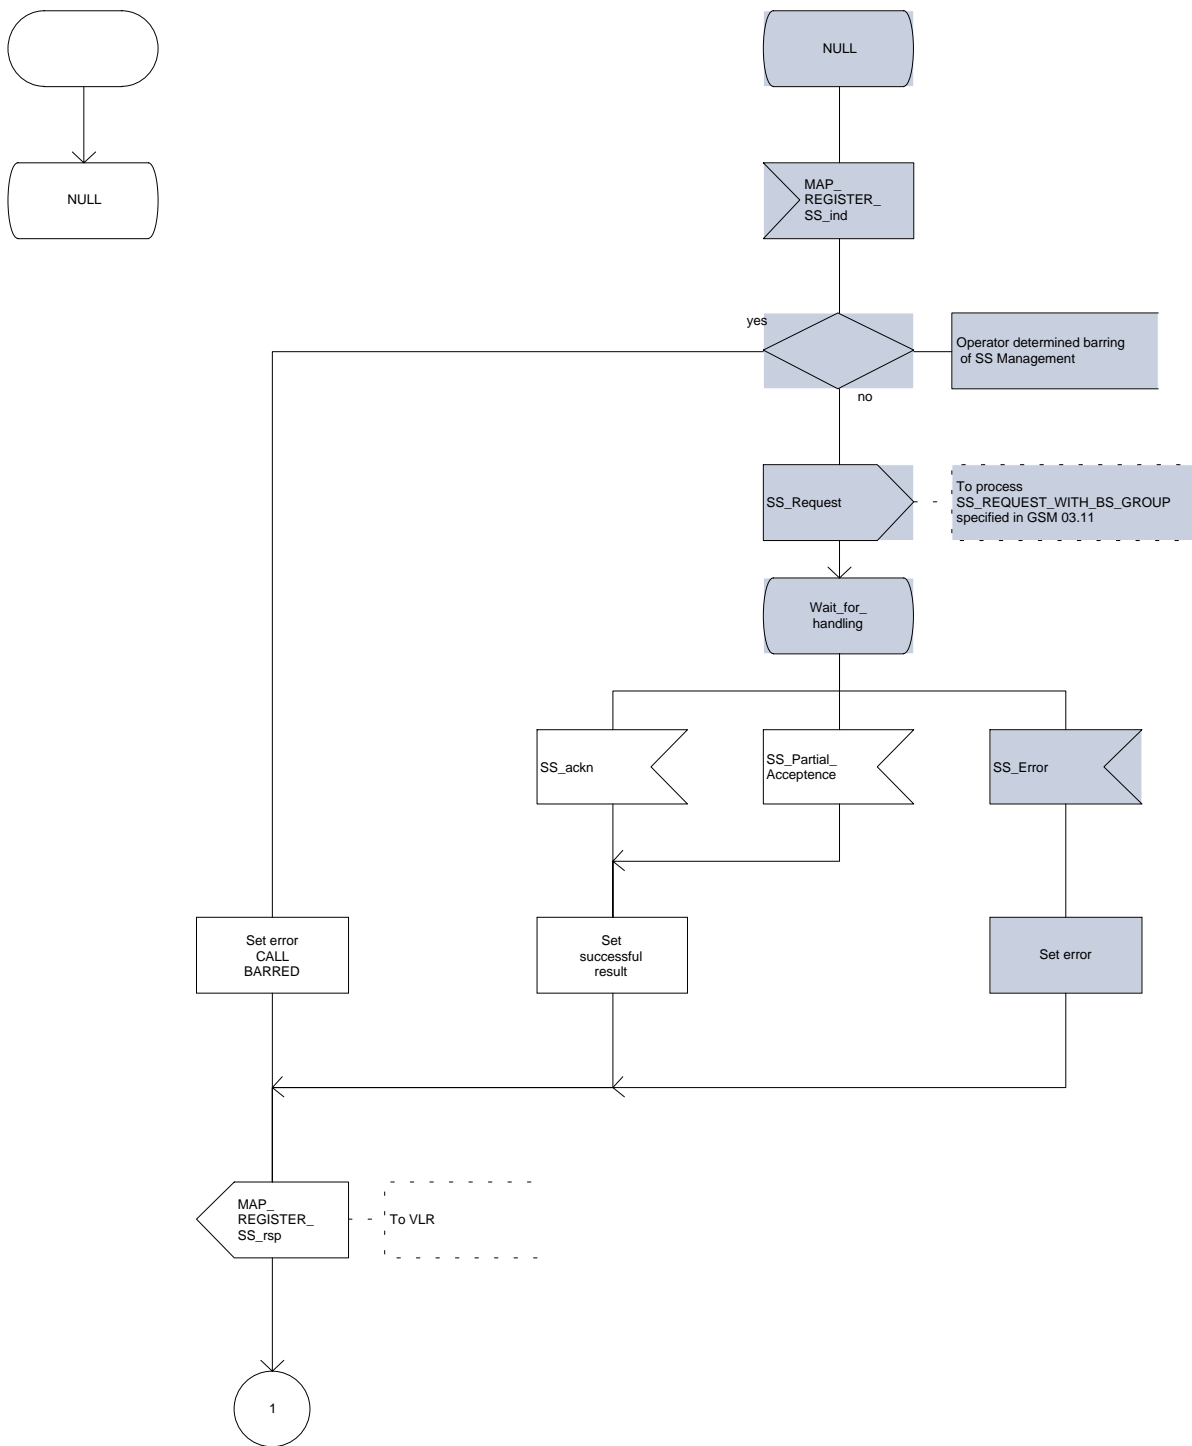 NULL
NULL
MAP_
REGISTER_
SS_ind
yes
Operator determined barring
of SS Management
no
SS_Request
To process
SS_REQUEST_WITH_BS_GROUP
specified in GSM 03.11
Wait_for_
handling
SS_ackn
SS_Partial_
Acceptence
SS_Error
Set error
CALL
BARRED
Set
successful
result
Set error
MAP_
REGISTER_
SS_rsp
To VLR
1